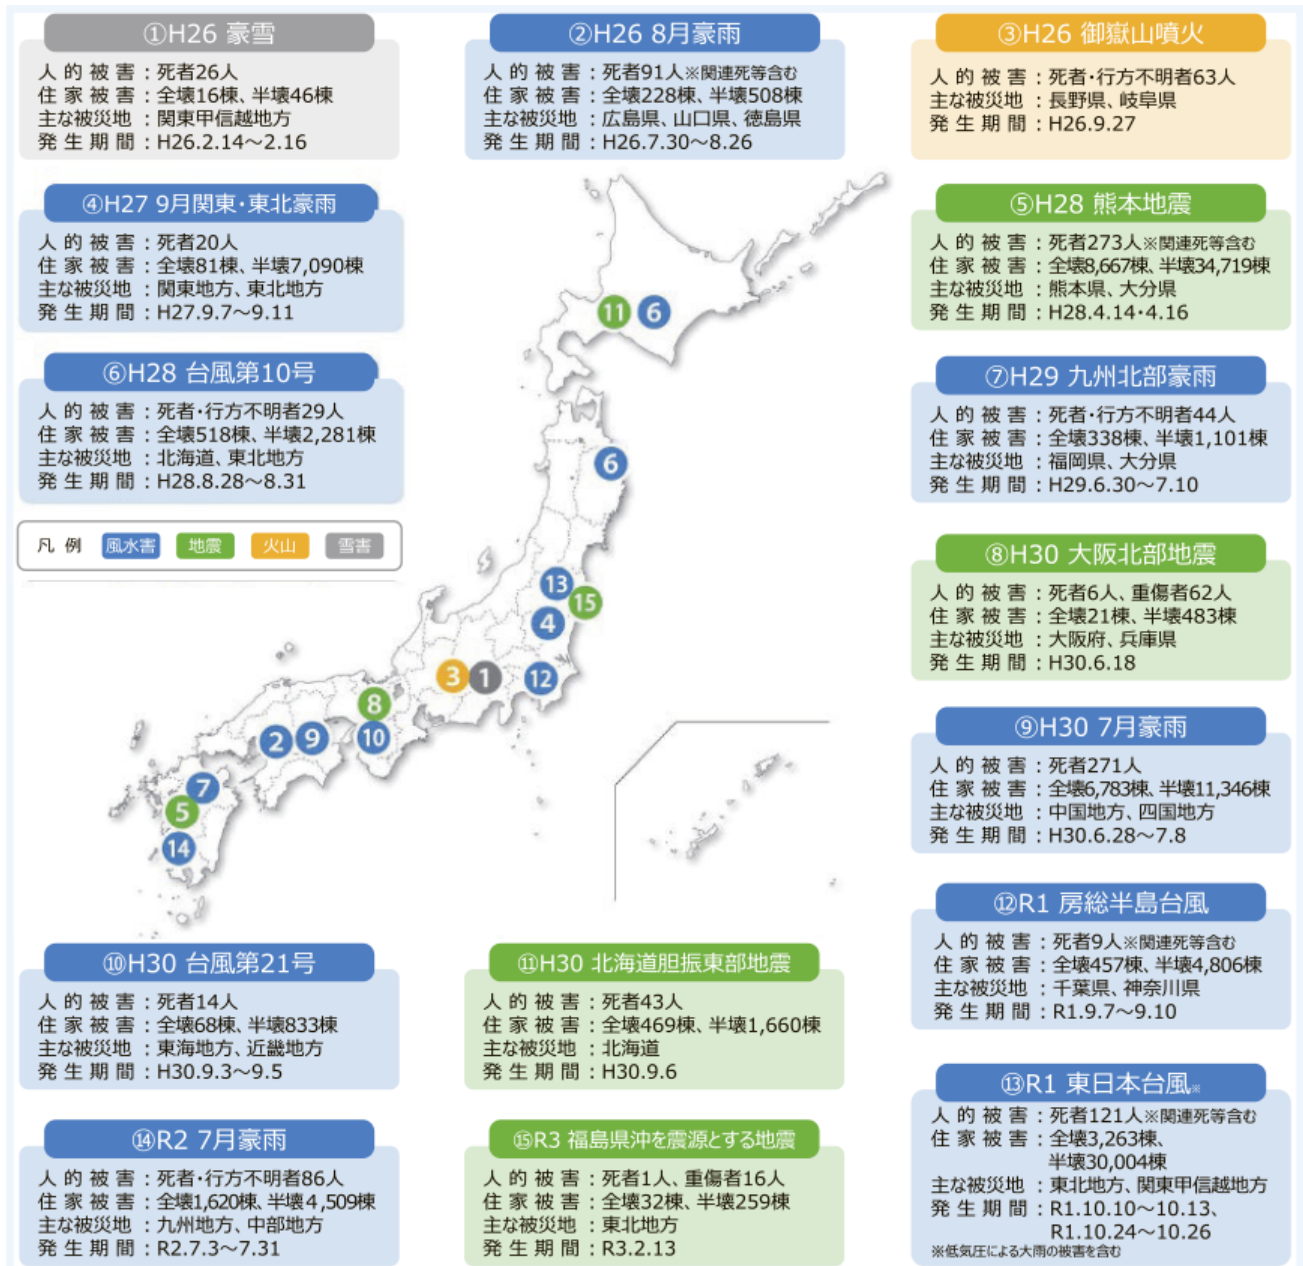 ①H26 豪雪
人的被害：死者26人
住家被害：全壊16棟、半壊46棟
主な被災地：関東甲信越地方
発生期間：H26.2.14～2.16
②H26 8月豪雨
人的被害：死者91人※関連死等含む
住家被害：全壊228棟、半壊508棟
主な被災地：広島県、山口県、徳島県
発生期間：H26.7.30～8.26
③H26 御嶽山噴火
人的被害：死者・行方不明者63人
主な被災地：長野県、岐阜県
発生期間：H26.9.27
④H27 9月関東・東北豪雨
人的被害：死者20人
住家被害：全壊81棟、半壊7,090棟
主な被災地：関東地方、東北地方
発生期間：H27.9.7～9.11
⑤H28 熊本地震
人的被害：死者273人※関連死等含む
住家被害：全壊8,667棟、半壊34,719棟
主な被災地：熊本県、大分県
発生期間：H28.4.14・4.16
⑥H28 台風第10号
人的被害：死者・行方不明者29人
住家被害：全壊518棟、半壊2,281棟
主な被災地：北海道、東北地方
発生期間：H28.8.28～8.31
⑦H29 九州北部豪雨
人的被害：死者・行方不明者44人
住家被害：全壊338棟、半壊1,101棟
主な被災地：福岡県、大分県
発生期間：H29.6.30～7.10
凡例 風水害 地震 火山 雪害
⑧H30 大阪北部地震
人的被害：死者6人、重傷者62人
住家被害：全壊21棟、半壊483棟
主な被災地：大阪府、兵庫県
発生期間：H30.6.18
11 6
6
13
15
4
3 1 12
8
2 9 10
7
5
14
⑨H30 7月豪雨
人的被害：死者271人
住家被害：全壊6,783棟、半壊11,346棟
主な被災地：中国地方、四国地方
発生期間：H30.6.28～7.8
⑩H30 台風第21号
人的被害：死者14人
住家被害：全壊68棟、半壊833棟
主な被災地：東海地方、近畿地方
発生期間：H30.9.3～9.5
⑪H30 北海道胆振東部地震
人的被害：死者43人
住家被害：全壊469棟、半壊1,660棟
主な被災地：北海道
発生期間：H30.9.6
⑫R1 房総半島台風
人的被害：死者9人※関連死等含む
住家被害：全壊457棟、半壊4,806棟
主な被災地：千葉県、神奈川県
発生期間：R1.9.7～9.10
⑬R1 東日本台風※
人的被害：死者121人※関連死等含む
住家被害：全壊3,263棟、
半壊30,004棟
主な被災地：東北地方、関東甲信越地方
発生期間：R1.10.10～10.13、
R1.10.24～10.26
※低気圧による大雨の被害を含む
⑭R2 7月豪雨
人的被害：死者・行方不明者86人
住家被害：全壊1,620棟、半壊4,509棟
主な被災地：九州地方、中部地方
発生期間：R2.7.3～7.31
⑮R3 福島県沖を震源とする地震
人的被害：死者1人、重傷者16人
住家被害：全壊32棟、半壊259棟
主な被災地：東北地方
発生期間：R3.2.13